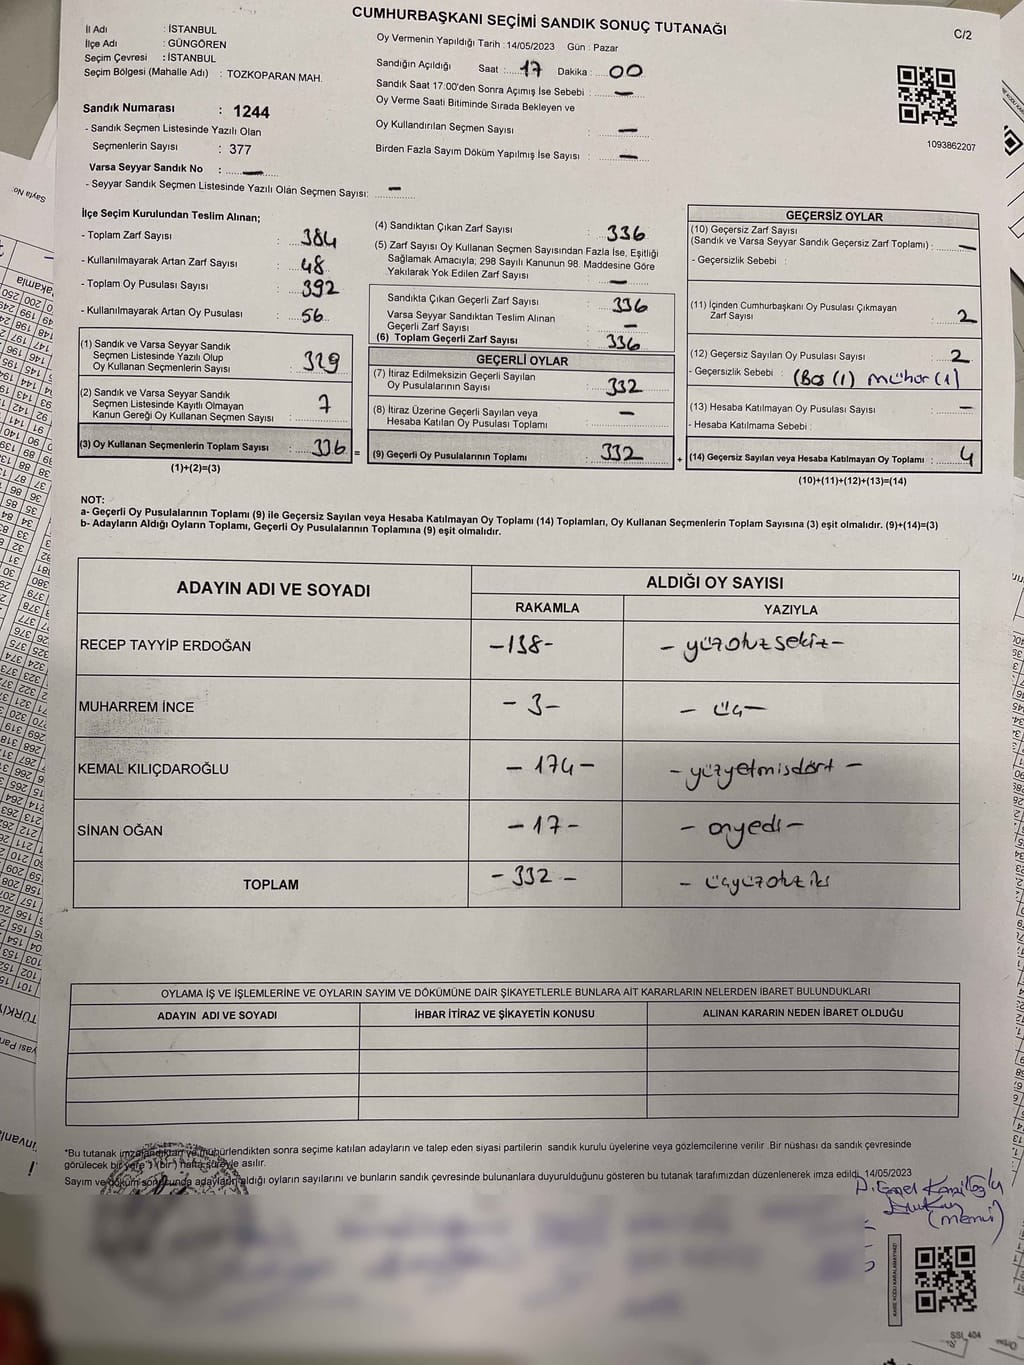 CUMHURBAŞKANI SEÇİMİ SANDIK SONUÇ TUTANAĞI
C/2
İl Adı : İSTANBUL
İlçe Adı : GÜNGÖREN
Seçim Çevresi : İSTANBUL
Seçim Bölgesi (Mahalle Adı) : TOZKOPARAN MAH.
Sandık Numarası : 1244
- Sandık Seçmen Listesinde Yazılı Olan
Seçmenlerin Sayısı : 377
Varsa Seyyar Sandık No : —
- Seyyar Sandık Seçmen Listesinde Yazılı Olan Seçmen Sayısı: —
Oy Vermenin Yapıldığı Tarih :14/05/2023 Gün : Pazar
Sandığın Açıldığı Saat : 17 Dakika : 00
Sandık Saat 17:00'den Sonra Açımış İse Sebebi : —
Oy Verme Saati Bitiminde Sırada Bekleyen ve
Oy Kullandırılan Seçmen Sayısı : —
Birden Fazla Sayım Döküm Yapılmış İse Sayısı : —
1093862207
İlçe Seçim Kurulundan Teslim Alınan;
- Toplam Zarf Sayısı : 384
- Kullanılmayarak Artan Zarf Sayısı : 48
- Toplam Oy Pusulası Sayısı : 392
- Kullanılmayarak Artan Oy Pusulası : 56
(1) Sandık ve Varsa Seyyar Sandık
Seçmen Listesinde Yazılı Olup
Oy Kullanan Seçmenlerin Sayısı : 329
(2) Sandık ve Varsa Seyyar Sandık
Seçmen Listesinde Kayıtlı Olmayan
Kanun Gereği Oy Kullanan Seçmen Sayısı : 7
(3) Oy Kullanan Seçmenlerin Toplam Sayısı : 336 =
(1)+(2)=(3)
(4) Sandıktan Çıkan Zarf Sayısı : 336
(5) Zarf Sayısı Oy Kullanan Seçmen Sayısından Fazla İse, Eşitliği
Sağlamak Amacıyla; 298 Sayılı Kanunun 98. Maddesine Göre
Yakılarak Yok Edilen Zarf Sayısı : —
Sandıkta Çıkan Geçerli Zarf Sayısı : 336
Varsa Seyyar Sandıktan Teslim Alınan
Geçerli Zarf Sayısı : —
(6) Toplam Geçerli Zarf Sayısı : 336
GEÇERLİ OYLAR
(7) İtiraz Edilmeksizin Geçerli Sayılan
Oy Pusulalarının Sayısı : 332
(8) İtiraz Üzerine Geçerli Sayılan veya
Hesaba Katılan Oy Pusulası Toplamı : —
(9) Geçerli Oy Pusulalarının Toplamı : 332 +
GEÇERSİZ OYLAR
(10) Geçersiz Zarf Sayısı
(Sandık ve Varsa Seyyar Sandık Geçersiz Zarf Toplamı) : —
- Geçersizlik Sebebi :
(11) İçinden Cumhurbaşkanı Oy Pusulası Çıkmayan
Zarf Sayısı : 2
(12) Geçersiz Sayılan Oy Pusulası Sayısı : 2
- Geçersizlik Sebebi : (Bos (1) mühür (1)
(13) Hesaba Katılmayan Oy Pusulası Sayısı : —
- Hesaba Katılmama Sebebi :
(14) Geçersiz Sayılan veya Hesaba Katılmayan Oy Toplamı : 4
(10)+(11)+(12)+(13)=(14)
NOT:
a- Geçerli Oy Pusulalarının Toplamı (9) ile Geçersiz Sayılan veya Hesaba Katılmayan Oy Toplamı (14) Toplamları, Oy Kullanan Seçmenlerin Toplam Sayısına (3) eşit olmalıdır. (9)+(14)=(3)
b- Adayların Aldığı Oyların Toplamı, Geçerli Oy Pusulalarının Toplamına (9) eşit olmalıdır.
ADAYIN ADI VE SOYADI
ALDIĞI OY SAYISI
RAKAMLA YAZIYLA
RECEP TAYYİP ERDOĞAN -138- - yüzotuzsekiz -
MUHARREM İNCE - 3 - - üç -
KEMAL KILIÇDAROĞLU - 174 - - yüzyetmisdört -
SİNAN OĞAN - 17 - - onyedi -
TOPLAM - 332 - - üçyüzotuz iki
OYLAMA İŞ VE İŞLEMLERİNE VE OYLARIN SAYIM VE DÖKÜMÜNE DAİR ŞİKAYETLERLE BUNLARA AİT KARARLARIN NELERDEN İBARET BULUNDUKLARI
ADAYIN ADI VE SOYADI İHBAR İTİRAZ VE ŞİKAYETİN KONUSU ALINAN KARARIN NEDEN İBARET OLDUĞU
*Bu tutanak imzalandıktan ve mühürlendikten sonra seçime katılan adayların ve talep eden siyasi partilerin sandık kurulu üyelerine veya gözlemcilerine verilir. Bir nüshası da sandık çevresinde
görülecek bir yere 1 (bir) hafta süreyle asılır.
Sayım ve döküm sonucunda adayların aldığı oyların sayılarını ve bunların sandık çevresinde bulunanlara duyurulduğunu gösteren bu tutanak tarafımızdan düzenlenerek imza edildi. 14/05/2023
(memur)
KARE KODU KARALAMAYINIZ!
SSI_404